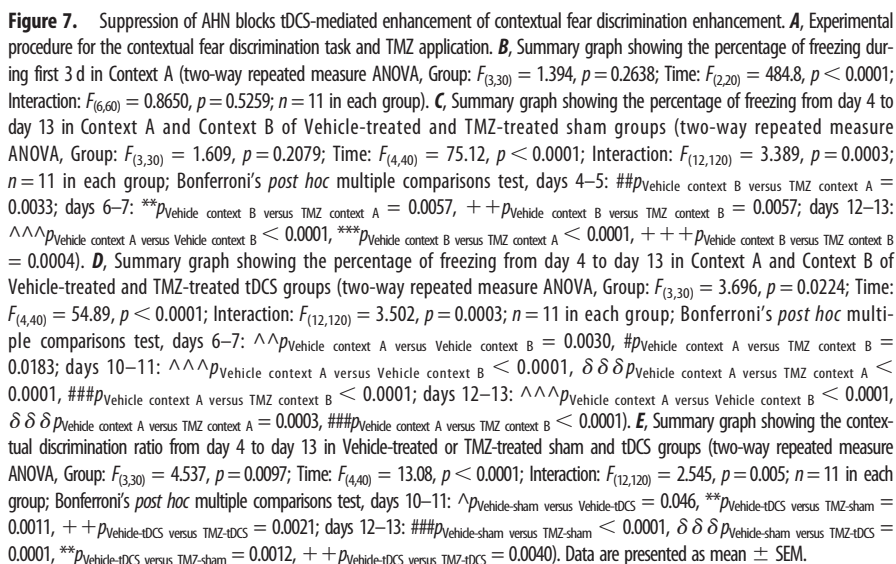 Figure 7. Suppression of AHN blocks tDCS-mediated enhancement of contextual fear discrimination enhancement. A, Experimental
procedure for the contextual fear discrimination task and TMZ application. B, Summary graph showing the percentage of freezing dur-
ing first 3 d in Context A (two-way repeated measure ANOVA, Group: F(3,30) = 1.394, p = 0.2638; Time: F(2,20) = 484.8, p < 0.0001;
Interaction: F(6,60) = 0.8650, p = 0.5259; n = 11 in each group). C, Summary graph showing the percentage of freezing from day 4 to
day 13 in Context A and Context B of Vehicle-treated and TMZ-treated sham groups (two-way repeated measure
ANOVA, Group: F(3,30) = 1.609, p = 0.2079; Time: F(4,40) = 75.12, p < 0.0001; Interaction: F(12,120) = 3.389, p = 0.0003;
n = 11 in each group; Bonferroni's post hoc multiple comparisons test, days 4–5: ##pVehicle context B versus TMZ context A =
0.0033; days 6–7: **pVehicle context B versus TMZ context A = 0.0057, ++pVehicle context B versus TMZ context B = 0.0057; days 12–13:
^^^pVehicle context A versus Vehicle context B < 0.0001, ***pVehicle context B versus TMZ context A < 0.0001, +++pVehicle context B versus TMZ context B
= 0.0004). D, Summary graph showing the percentage of freezing from day 4 to day 13 in Context A and Context B of
Vehicle-treated and TMZ-treated tDCS groups (two-way repeated measure ANOVA, Group: F(3,30) = 3.696, p = 0.0224; Time:
F(4,40) = 54.89, p < 0.0001; Interaction: F(12,120) = 3.502, p = 0.0003; n = 11 in each group; Bonferroni's post hoc multi-
ple comparisons test, days 6–7: ^^pVehicle context A versus Vehicle context B = 0.0030, #pVehicle context A versus TMZ context B =
0.0183; days 10–11: ^^^pVehicle context A versus Vehicle context B < 0.0001, δδδpVehicle context A versus TMZ context A <
0.0001, ###pVehicle context A versus TMZ context B < 0.0001; days 12–13: ^^^pVehicle context A versus Vehicle context B < 0.0001,
δδδpVehicle context A versus TMZ context A = 0.0003, ###pVehicle context A versus TMZ context B < 0.0001). E, Summary graph showing the contex-
tual discrimination ratio from day 4 to day 13 in Vehicle-treated or TMZ-treated sham and tDCS groups (two-way repeated measure
ANOVA, Group: F(3,30) = 4.537, p = 0.0097; Time: F(4,40) = 13.08, p < 0.0001; Interaction: F(12,120) = 2.545, p = 0.005; n = 11 in each
group; Bonferroni's post hoc multiple comparisons test, days 10–11: ^pVehicle-sham versus Vehicle-tDCS = 0.046, **pVehicle-tDCS versus TMZ-sham =
0.0011, ++pVehicle-tDCS versus TMZ-tDCS = 0.0021; days 12–13: ###pVehicle-sham versus TMZ-sham < 0.0001, δδδpVehicle-sham versus TMZ-tDCS =
0.0001, **pVehicle-tDCS versus TMZ-sham = 0.0012, ++pVehicle-tDCS versus TMZ-tDCS = 0.0040). Data are presented as mean ± SEM.